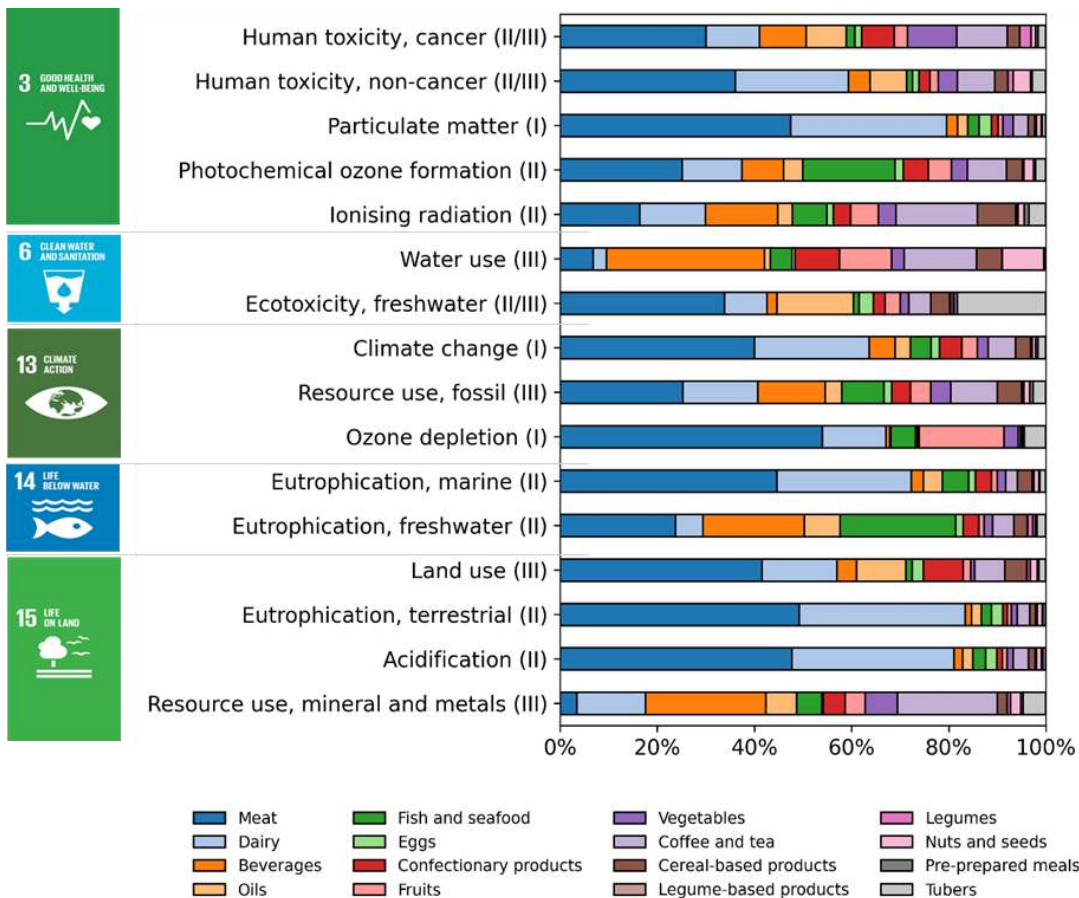 3 GOOD HEALTH
AND WELL-BEING
Human toxicity, cancer (II/III)
Human toxicity, non-cancer (II/III)
Particulate matter (I)
Photochemical ozone formation (II)
Ionising radiation (II)
6 CLEAN WATER
AND SANITATION
Water use (III)
Ecotoxicity, freshwater (II/III)
13 CLIMATE
ACTION
Climate change (I)
Resource use, fossil (III)
Ozone depletion (I)
14 LIFE
BELOW WATER
Eutrophication, marine (II)
Eutrophication, freshwater (II)
15 LIFE
ON LAND
Land use (III)
Eutrophication, terrestrial (II)
Acidification (II)
Resource use, mineral and metals (III)
0% 20% 40% 60% 80% 100%
Meat Fish and seafood Vegetables Legumes
Dairy Eggs Coffee and tea Nuts and seeds
Beverages Confectionary products Cereal-based products Pre-prepared meals
Oils Fruits Legume-based products Tubers